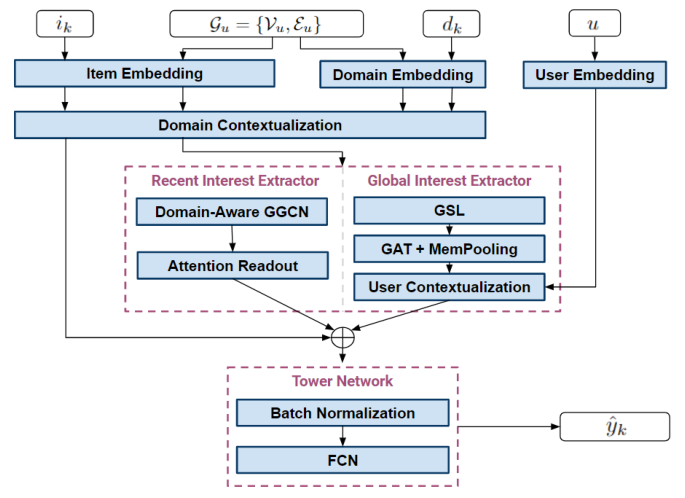 i_k
𝒢_u = {𝒱_u, ℰ_u}
d_k
u
Item Embedding
Domain Embedding
User Embedding
Domain Contextualization
Recent Interest Extractor
Global Interest Extractor
Domain-Aware GGCN
GSL
GAT + MemPooling
Attention Readout
User Contextualization
Tower Network
Batch Normalization
ŷ_k
FCN